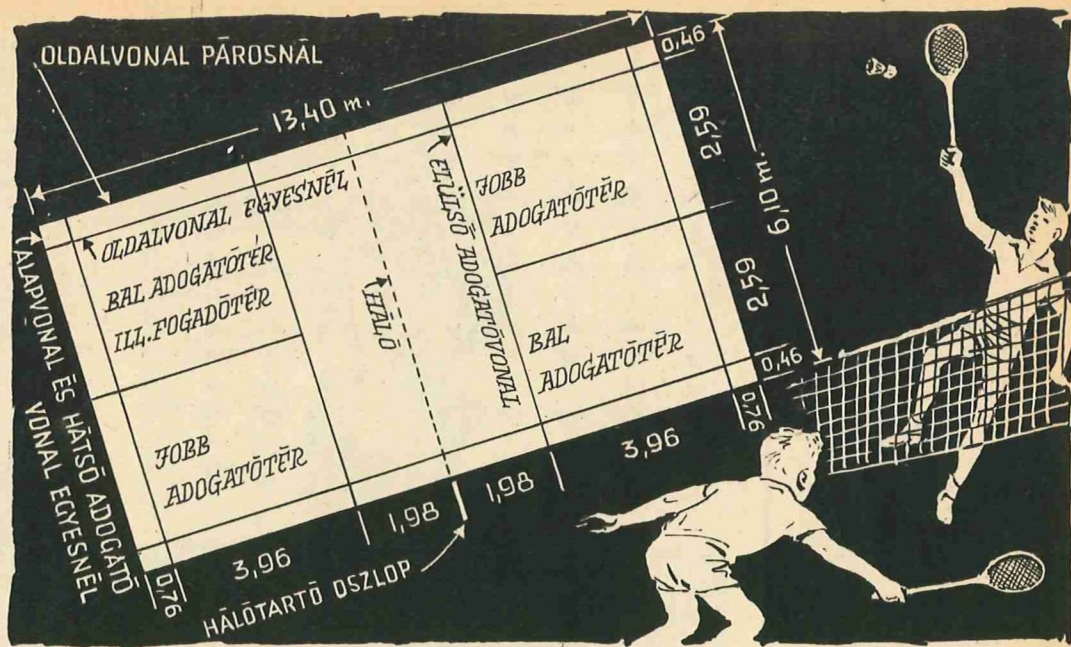 OLDALVONAL PÁROSNÁL
13,40 m.
0,46
2,59
6,10 m.
2,59
0,46
0,76
OLDALVONAL EGYESNÉL
BAL ADOGATÓTÉR
ILL. FOGADÓTÉR
HÁLÓ
ELÜLSŐ ADOGATÓVONAL
JOBB
ADOGATÓTÉR
BAL
ADOGATÓTÉR
JOBB
ADOGATÓTÉR
ALAPVONAL ÉS HÁTSÓ ADOGATÓ
VONAL EGYESNÉL
0,76
3,96
1,98
1,98
3,96
HÁLÓTARTÓ OSZLOP